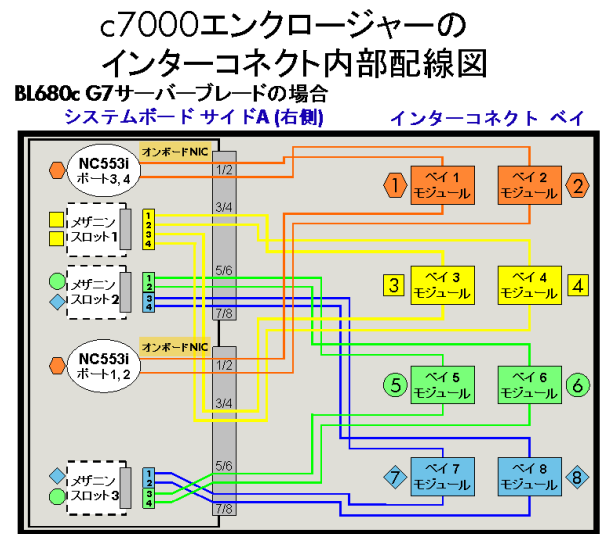 c7000エンクロージャーの
インターコネクト内部配線図
BL680c G7サーバーブレードの場合
システムボード サイドA (右側)
インターコネクト ベイ
NC553i
ポート3, 4
オンボードNIC
1/2
3/4
5/6
7/8
メザニン
スロット1
1
2
3
4
メザニン
スロット2
1
2
3
4
NC553i
ポート1, 2
オンボードNIC
1/2
3/4
5/6
7/8
メザニン
スロット3
1
2
3
4
1
ベイ 1
モジュール
ベイ 2
モジュール
2
3
ベイ 3
モジュール
ベイ 4
モジュール
4
5
ベイ 5
モジュール
ベイ 6
モジュール
6
7
ベイ 7
モジュール
ベイ 8
モジュール
8